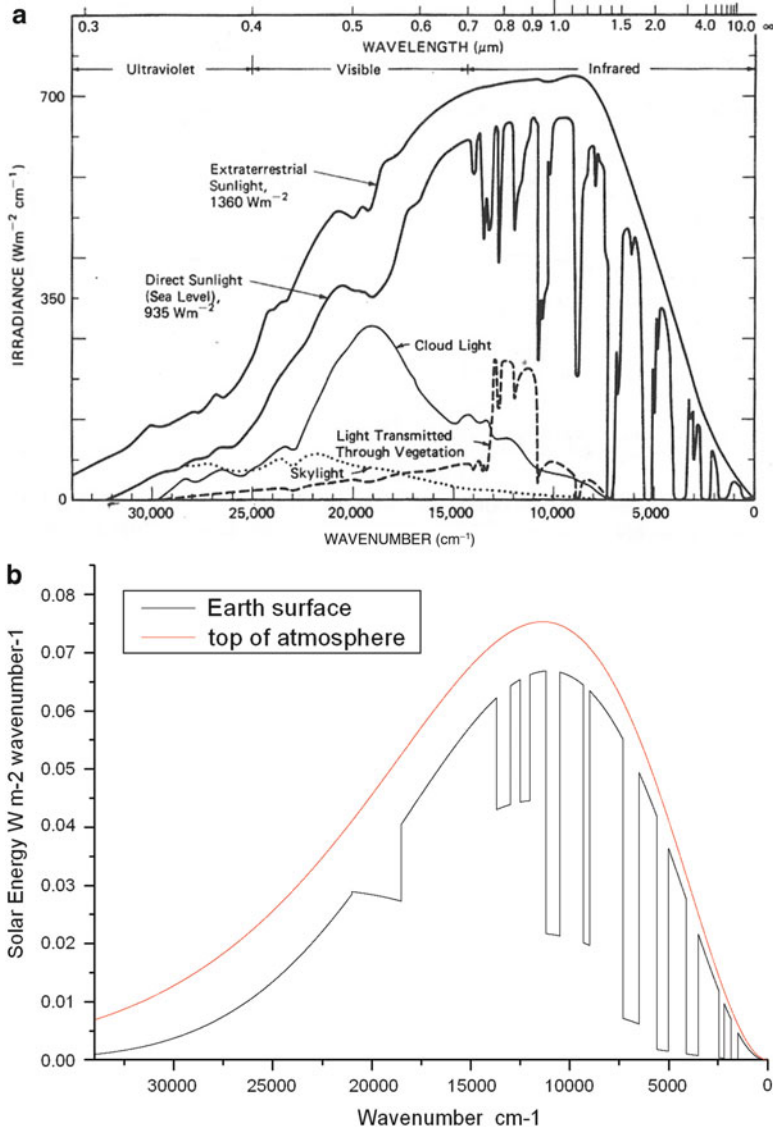 a
0.3 0.4 0.5 0.6 0.7 0.8 0.9 1.0 1.5 2.0 3.0 4.0 10.0 ∞
WAVELENGTH (μm)
Ultraviolet Visible Infrared
700
350
0
IRRADIANCE (Wm⁻² cm⁻¹)
Extraterrestrial
Sunlight,
1360 Wm⁻²
Direct Sunlight
(Sea Level),
935 Wm⁻²
Cloud Light
Light Transmitted
Through Vegetation
Skylight
30,000 25,000 20,000 15,000 10,000 5,000 0
WAVENUMBER (cm⁻¹)
b
Earth surface
top of atmosphere
0.08
0.07
0.06
0.05
0.04
0.03
0.02
0.01
0.00
Solar Energy W m-2 wavenumber-1
30000 25000 20000 15000 10000 5000 0
Wavenumber cm-1